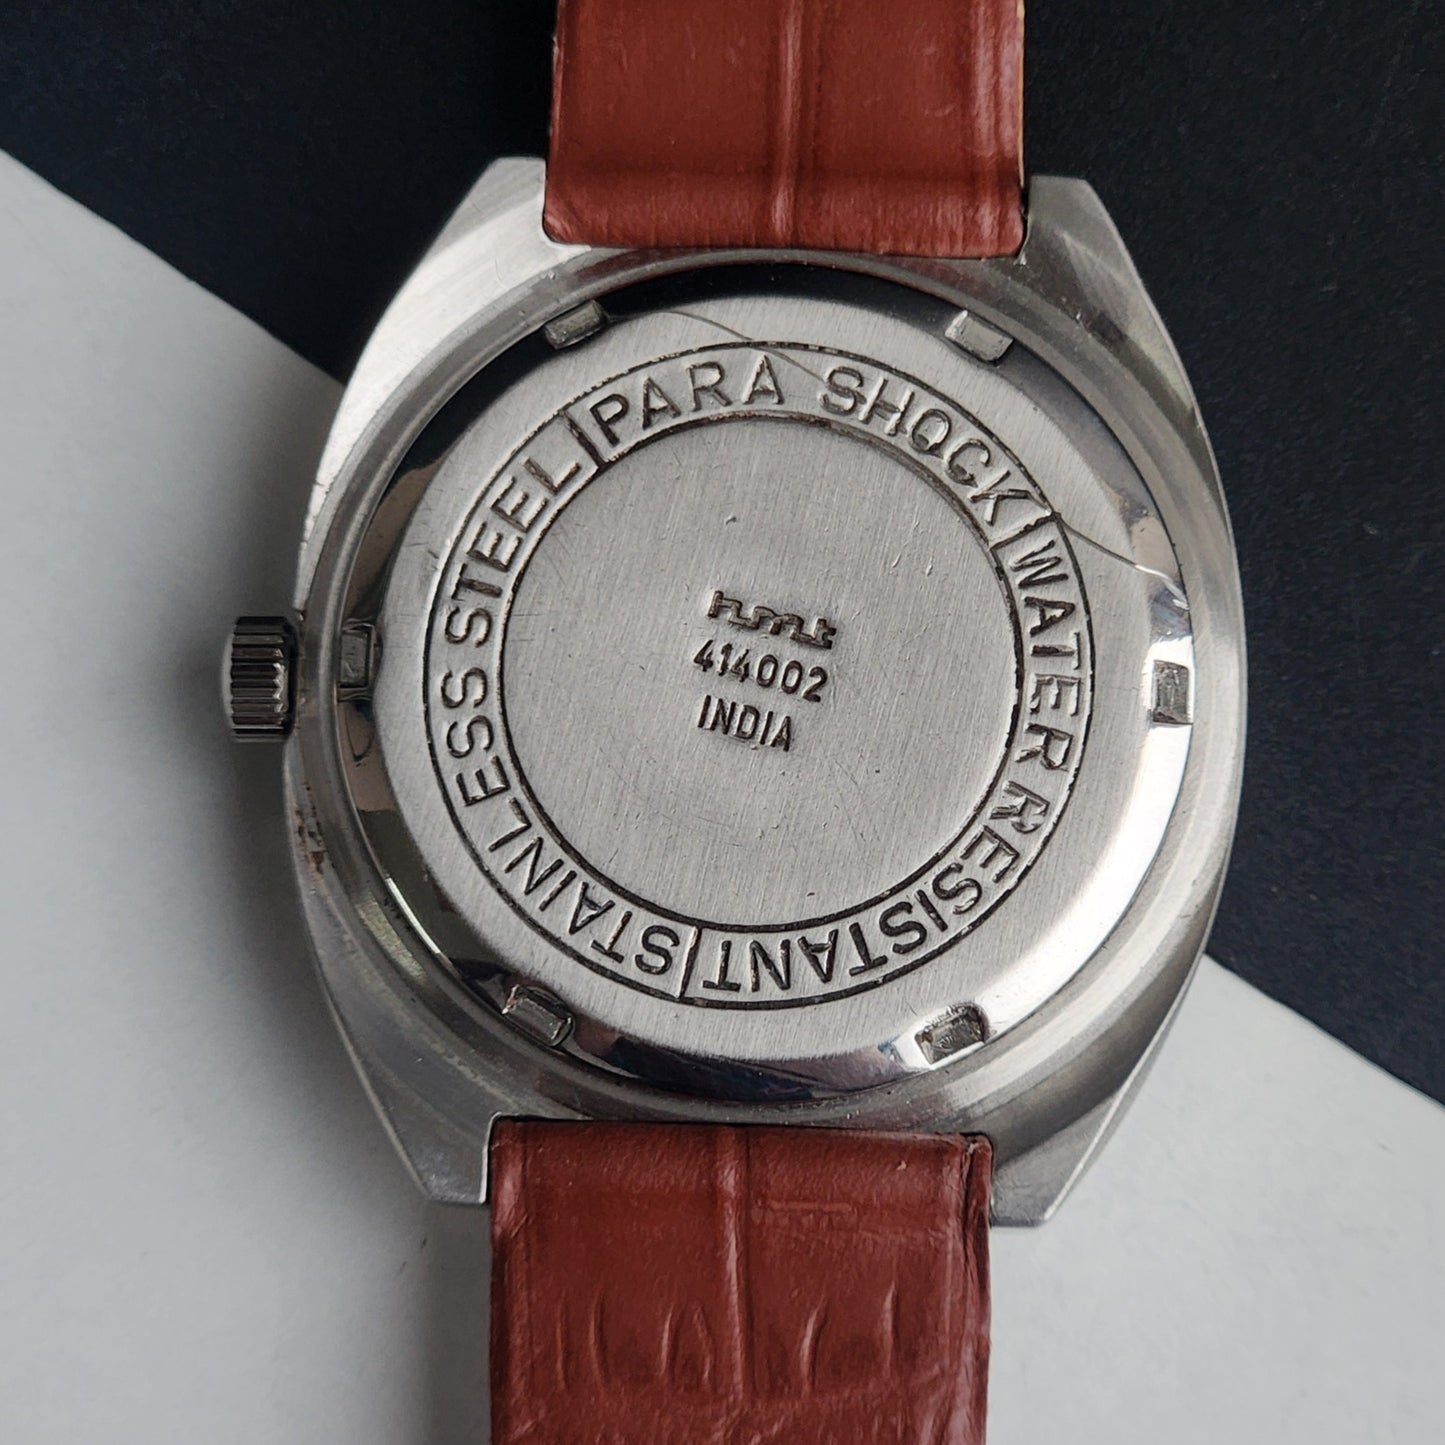 PARA SHOCK
WATER RESISTANT
STAINLESS STEEL
hmt
414002
INDIA